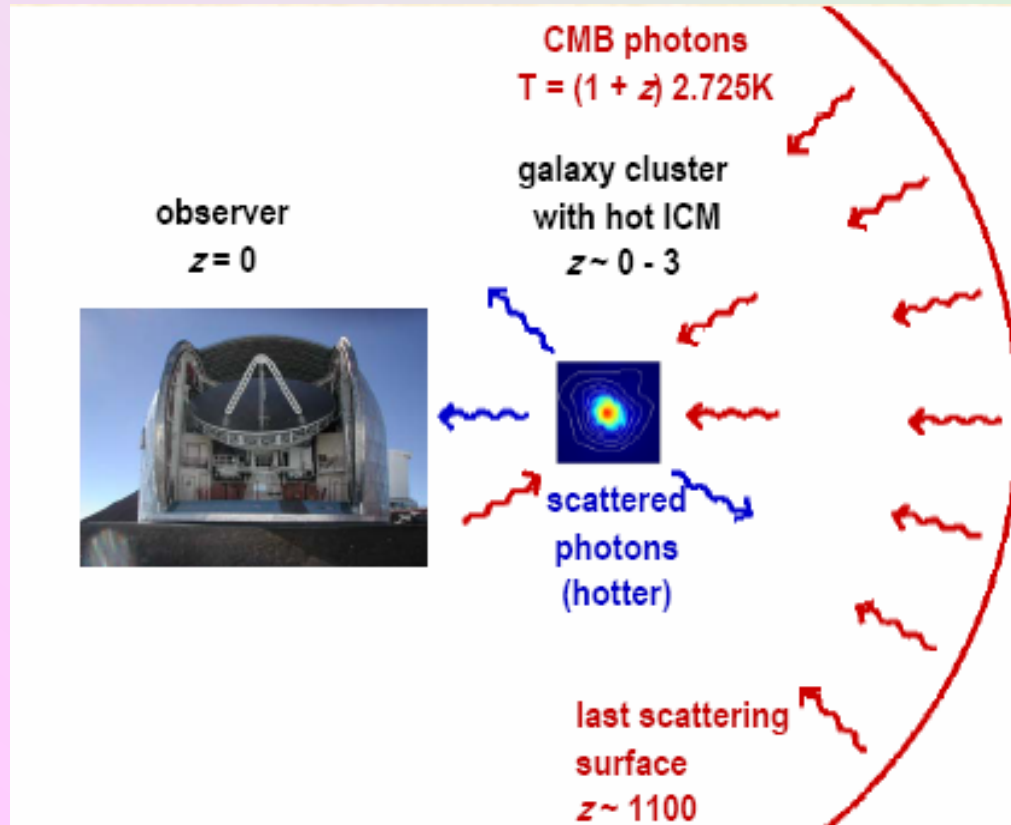 CMB photons
T = (1 + z) 2.725K
galaxy cluster
with hot ICM
z ~ 0 - 3
observer
z = 0
scattered
photons
(hotter)
last scattering
surface
z ~ 1100